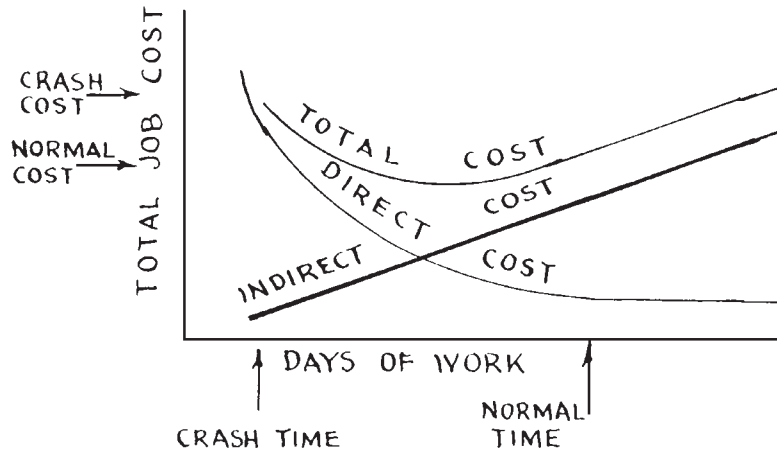 TOTAL JOB COST
CRASH
COST
NORMAL
COST
TOTAL COST
DIRECT COST
INDIRECT COST
DAYS OF WORK
CRASH TIME
NORMAL
TIME